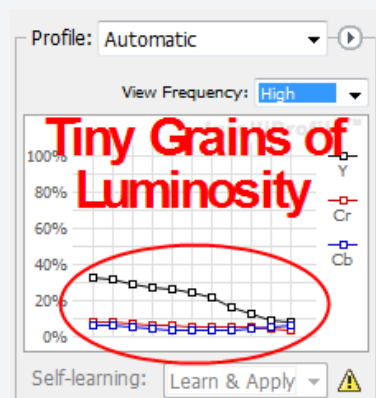 Profile: Automatic
View Frequency: High
Tiny Grains of
Luminosity
100%
80%
60%
40%
20%
0%
Y
Cr
Cb
Self-learning: Learn & Apply